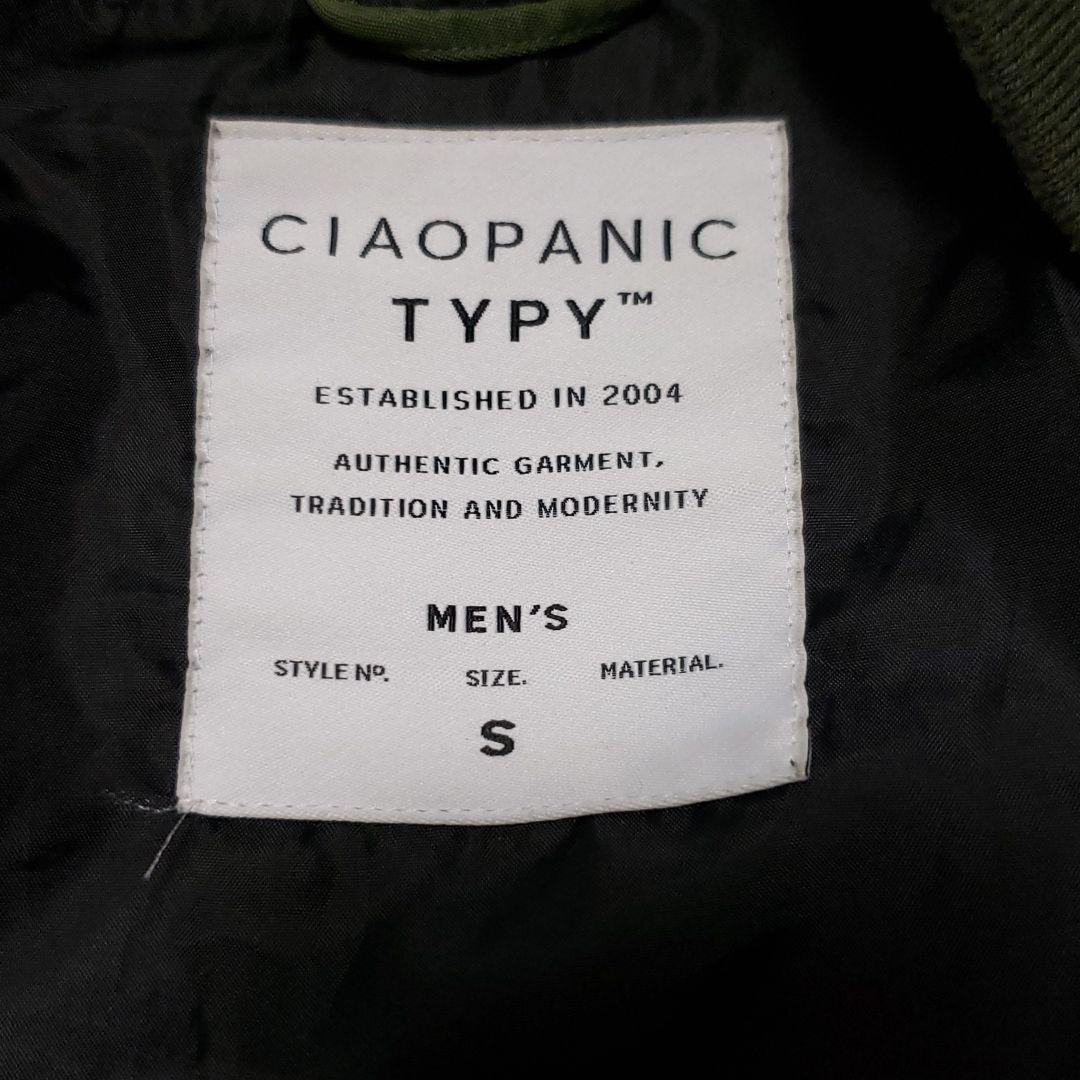 CIAOPANIC
TYPY™
ESTABLISHED IN 2004
AUTHENTIC GARMENT,
TRADITION AND MODERNITY
MEN'S
STYLE Nº. SIZE. MATERIAL.
S